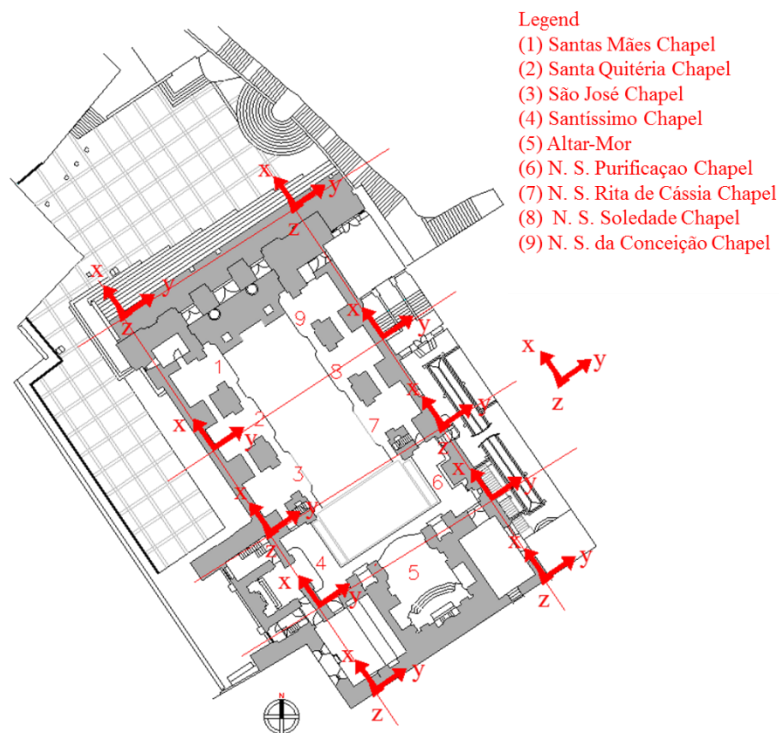 Legend
(1) Santas Mães Chapel
(2) Santa Quitéria Chapel
(3) São José Chapel
(4) Santíssimo Chapel
(5) Altar-Mor
(6) N. S. Purificaçao Chapel
(7) N. S. Rita de Cássia Chapel
(8) N. S. Soledade Chapel
(9) N. S. da Conceição Chapel
x y
z
x y
z
x y
9
1
x y
z
8
x y
z
2
x y
7
3
6
x y
x y
z
4
5
x y
x y
z
x y
z
N